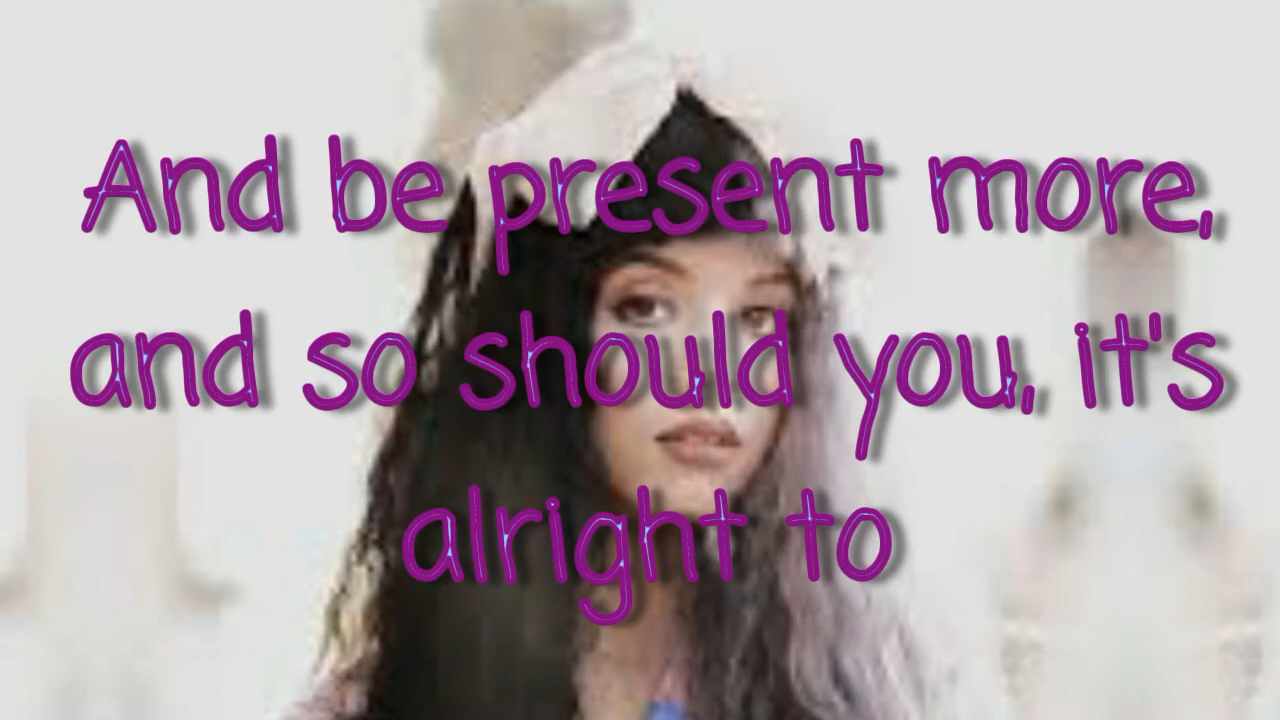 And be present more,
and so should you, it's
alright to